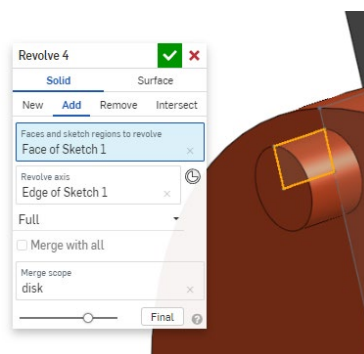 Revolve 4
Solid Surface
New Add Remove Intersect
Faces and sketch regions to revolve
Face of Sketch 1
Revolve axis
Edge of Sketch 1
Full
Merge with all
Merge scope
disk
Final